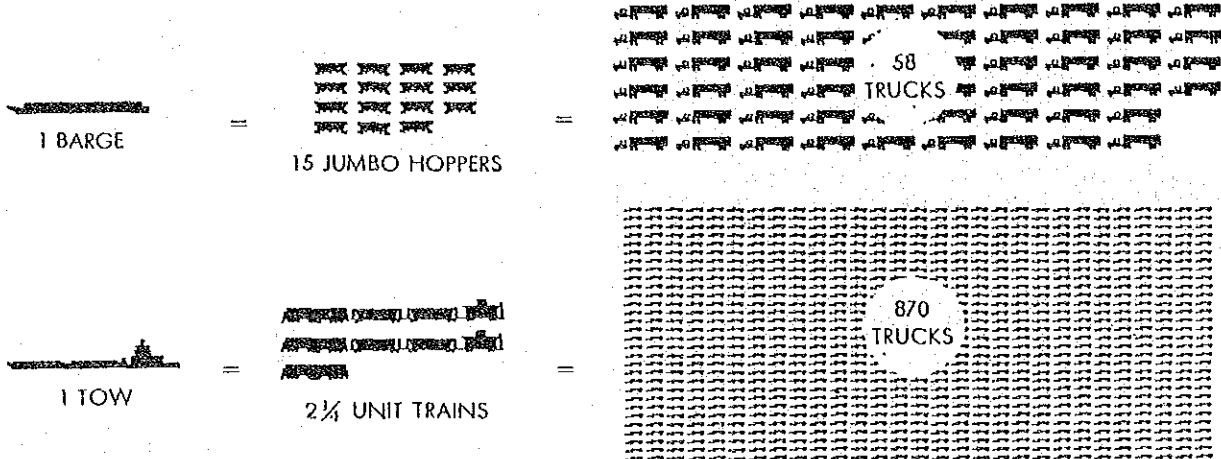 58
TRUCKS
1 BARGE
=
=
15 JUMBO HOPPERS
870
TRUCKS
1 TOW
=
=
2¼ UNIT TRAINS